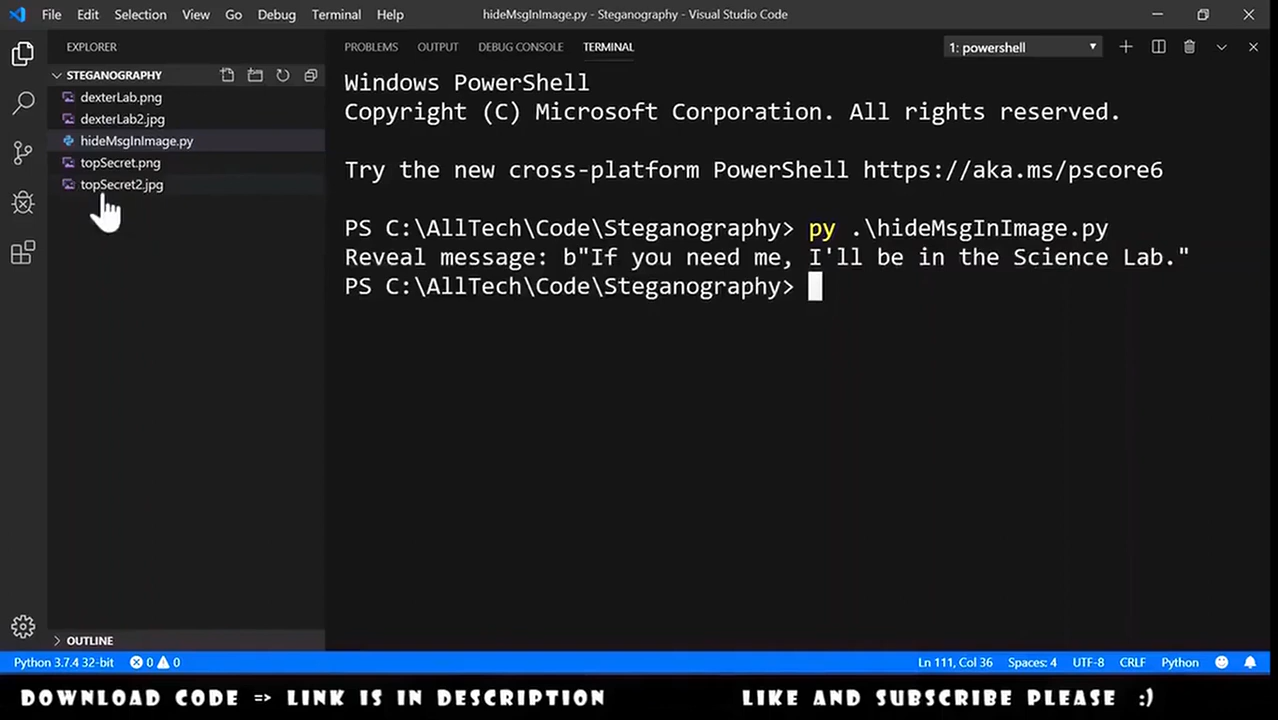 File Edit Selection View Go Debug Terminal Help
hideMsgInImage.py - Steganography - Visual Studio Code
EXPLORER
STEGANOGRAPHY
dexterLab.png
dexterLab2.jpg
hideMsgInImage.py
topSecret.png
topSecret2.jpg
OUTLINE
PROBLEMS OUTPUT DEBUG CONSOLE TERMINAL
1: powershell
Windows PowerShell
Copyright (C) Microsoft Corporation. All rights reserved.
Try the new cross-platform PowerShell https://aka.ms/pscore6
PS C:\AllTech\Code\Steganography> py .\hideMsgInImage.py
Reveal message: b"If you need me, I'll be in the Science Lab."
PS C:\AllTech\Code\Steganography>
Python 3.7.4 32-bit 0 0 Ln 111, Col 36 Spaces: 4 UTF-8 CRLF Python
DOWNLOAD CODE => LINK IS IN DESCRIPTION LIKE AND SUBSCRIBE PLEASE :)